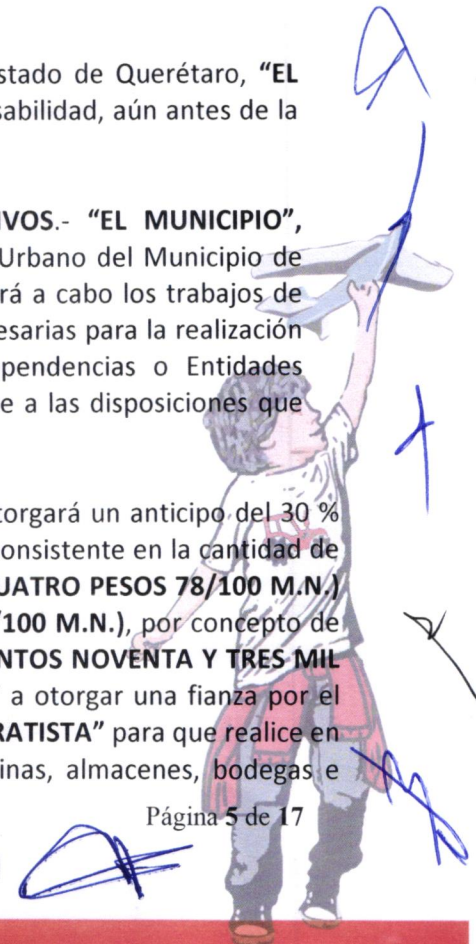 stado de Querétaro, "EL
sabilidad, aún antes de la
IVOS.- "EL MUNICIPIO",
Urbano del Municipio de
rá a cabo los trabajos de
esarias para la realización
pendencias o Entidades
e a las disposiciones que
torgará un anticipo del 30 %
onsistente en la cantidad de
UATRO PESOS 78/100 M.N.)
/100 M.N.), por concepto de
NTOS NOVENTA Y TRES MIL
a otorgar una fianza por el
RATISTA" para que realice en
inas, almacenes, bodegas e
Página 5 de 17